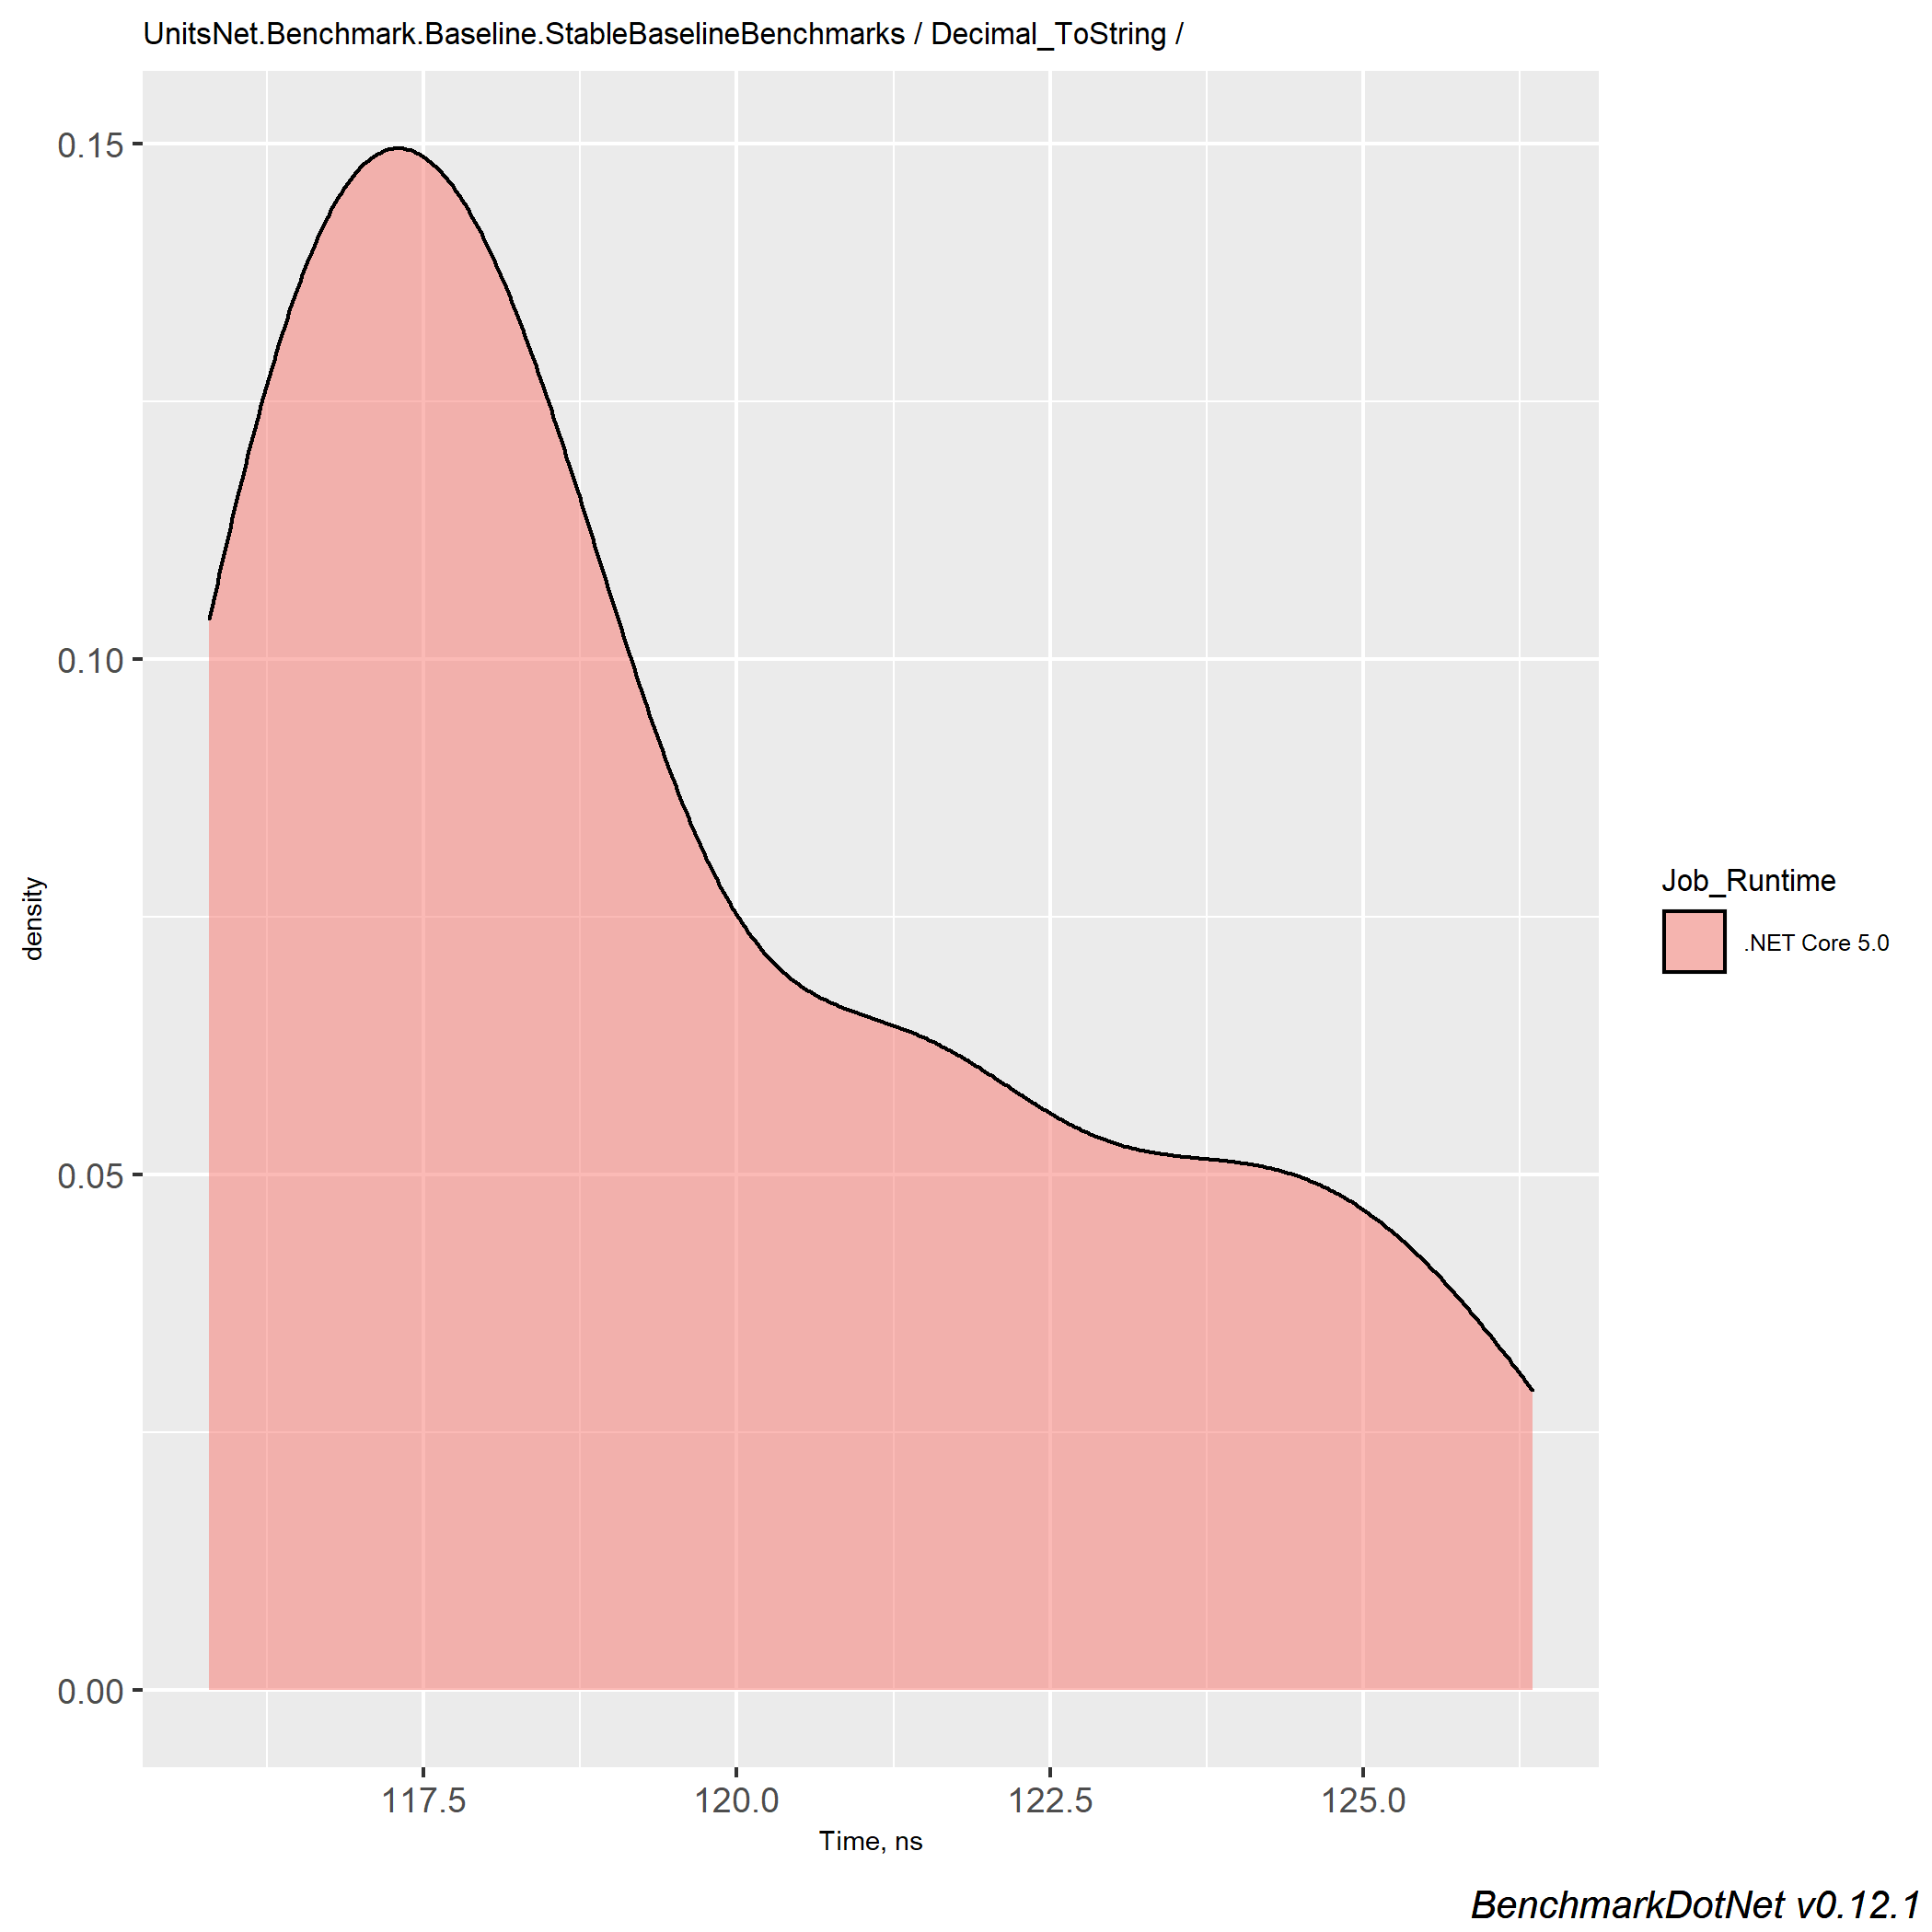 UnitsNet.Benchmark.Baseline.StableBaselineBenchmarks / Decimal_ToString /
0.15
0.10
0.05
0.00
density
117.5 120.0 122.5 125.0
Time, ns
Job_Runtime
.NET Core 5.0
BenchmarkDotNet v0.12.1